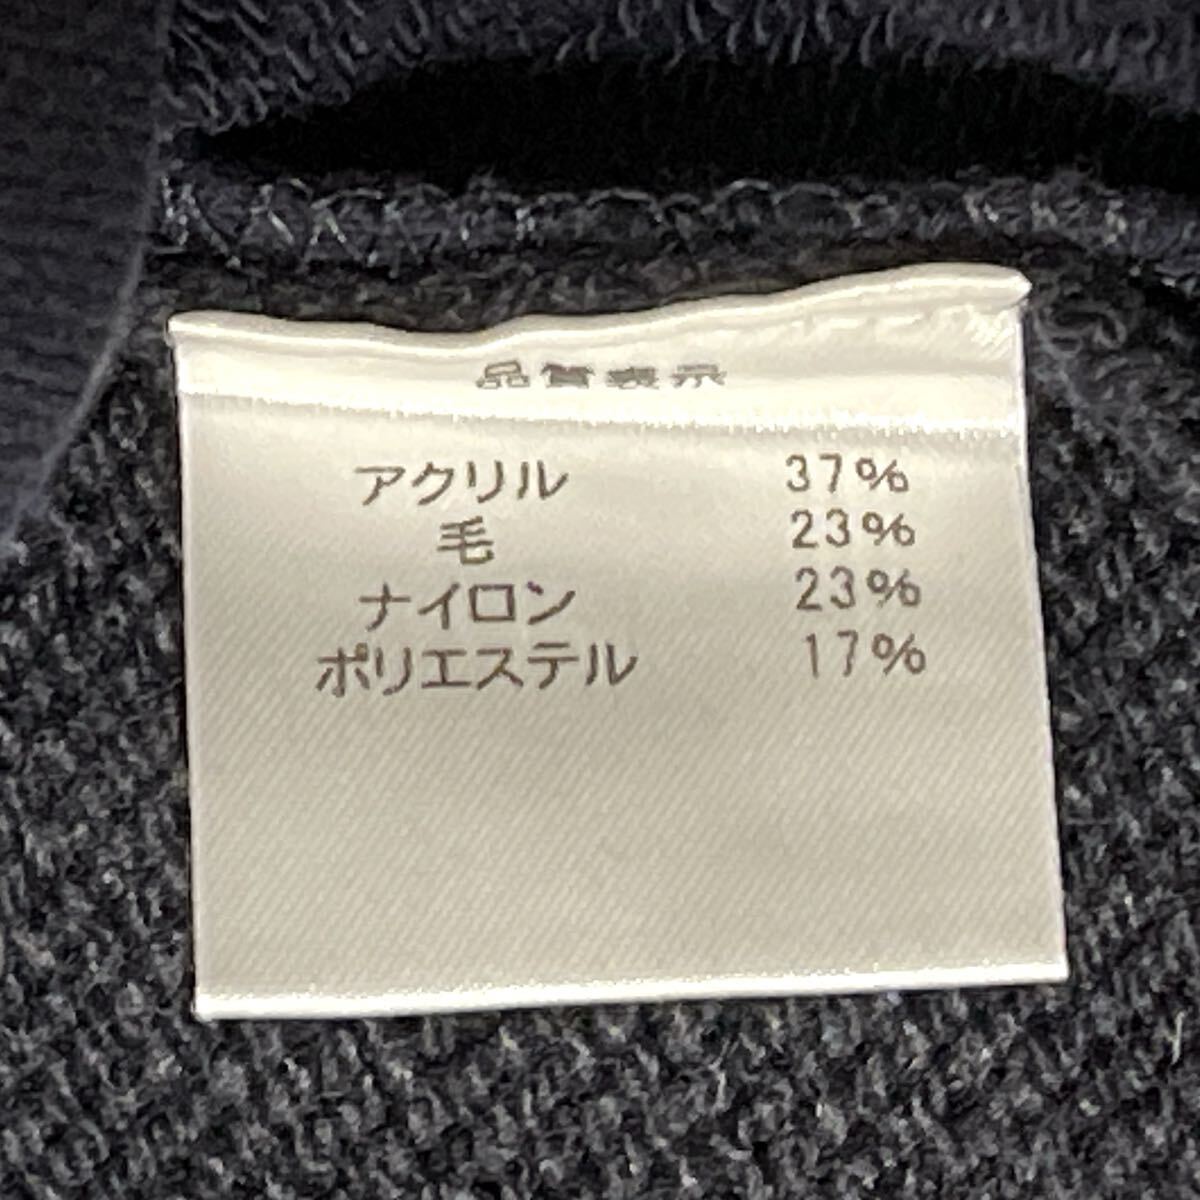 品質表示
アクリル 37%
毛 23%
ナイロン 23%
ポリエステル 17%